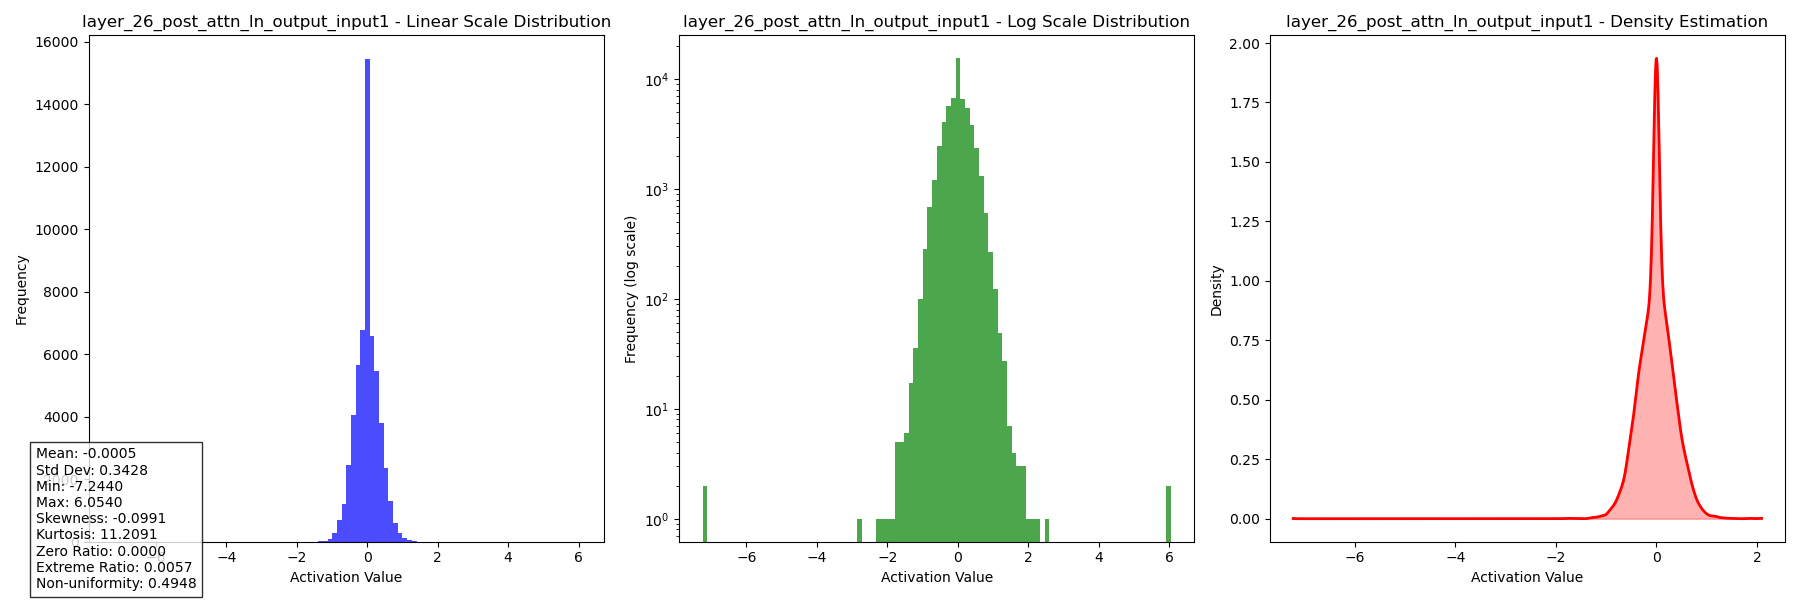 layer_26_post_attn_ln_output_input1 - Linear Scale Distribution
16000
14000
12000
10000
8000
6000
4000
Frequency
−4
−2
0
2
4
6
Activation Value
Mean: -0.0005
Std Dev: 0.3428
Min: -7.2440
Max: 6.0540
Skewness: -0.0991
Kurtosis: 11.2091
Zero Ratio: 0.0000
Extreme Ratio: 0.0057
Non-uniformity: 0.4948
layer_26_post_attn_ln_output_input1 - Log Scale Distribution
10⁴
10³
10²
10¹
10⁰
Frequency (log scale)
−6
−4
−2
0
2
4
6
Activation Value
layer_26_post_attn_ln_output_input1 - Density Estimation
2.00
1.75
1.50
1.25
1.00
0.75
0.50
0.25
0.00
Density
−6
−4
−2
0
2
Activation Value